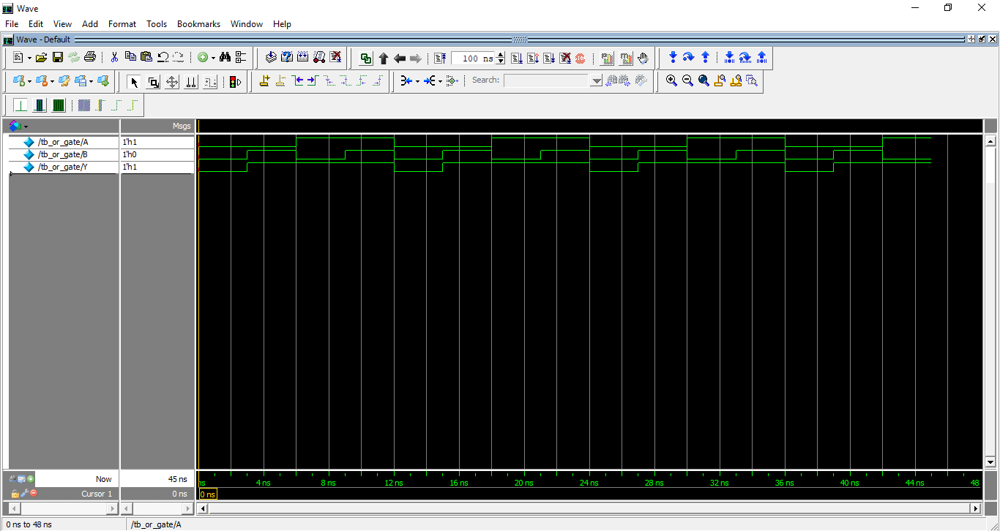 Wave
File Edit View Add Format Tools Bookmarks Window Help
Wave - Default
100 ns
Search:
Msgs
/tb_or_gate/A 1'h1
/tb_or_gate/B 1'h0
/tb_or_gate/Y 1'h1
Now 45 ns
ns 4 ns 8 ns 12 ns 16 ns 20 ns 24 ns 28 ns 32 ns 36 ns 40 ns 44 ns 48
Cursor 1 0 ns
0 ns
0 ns to 48 ns /tb_or_gate/A